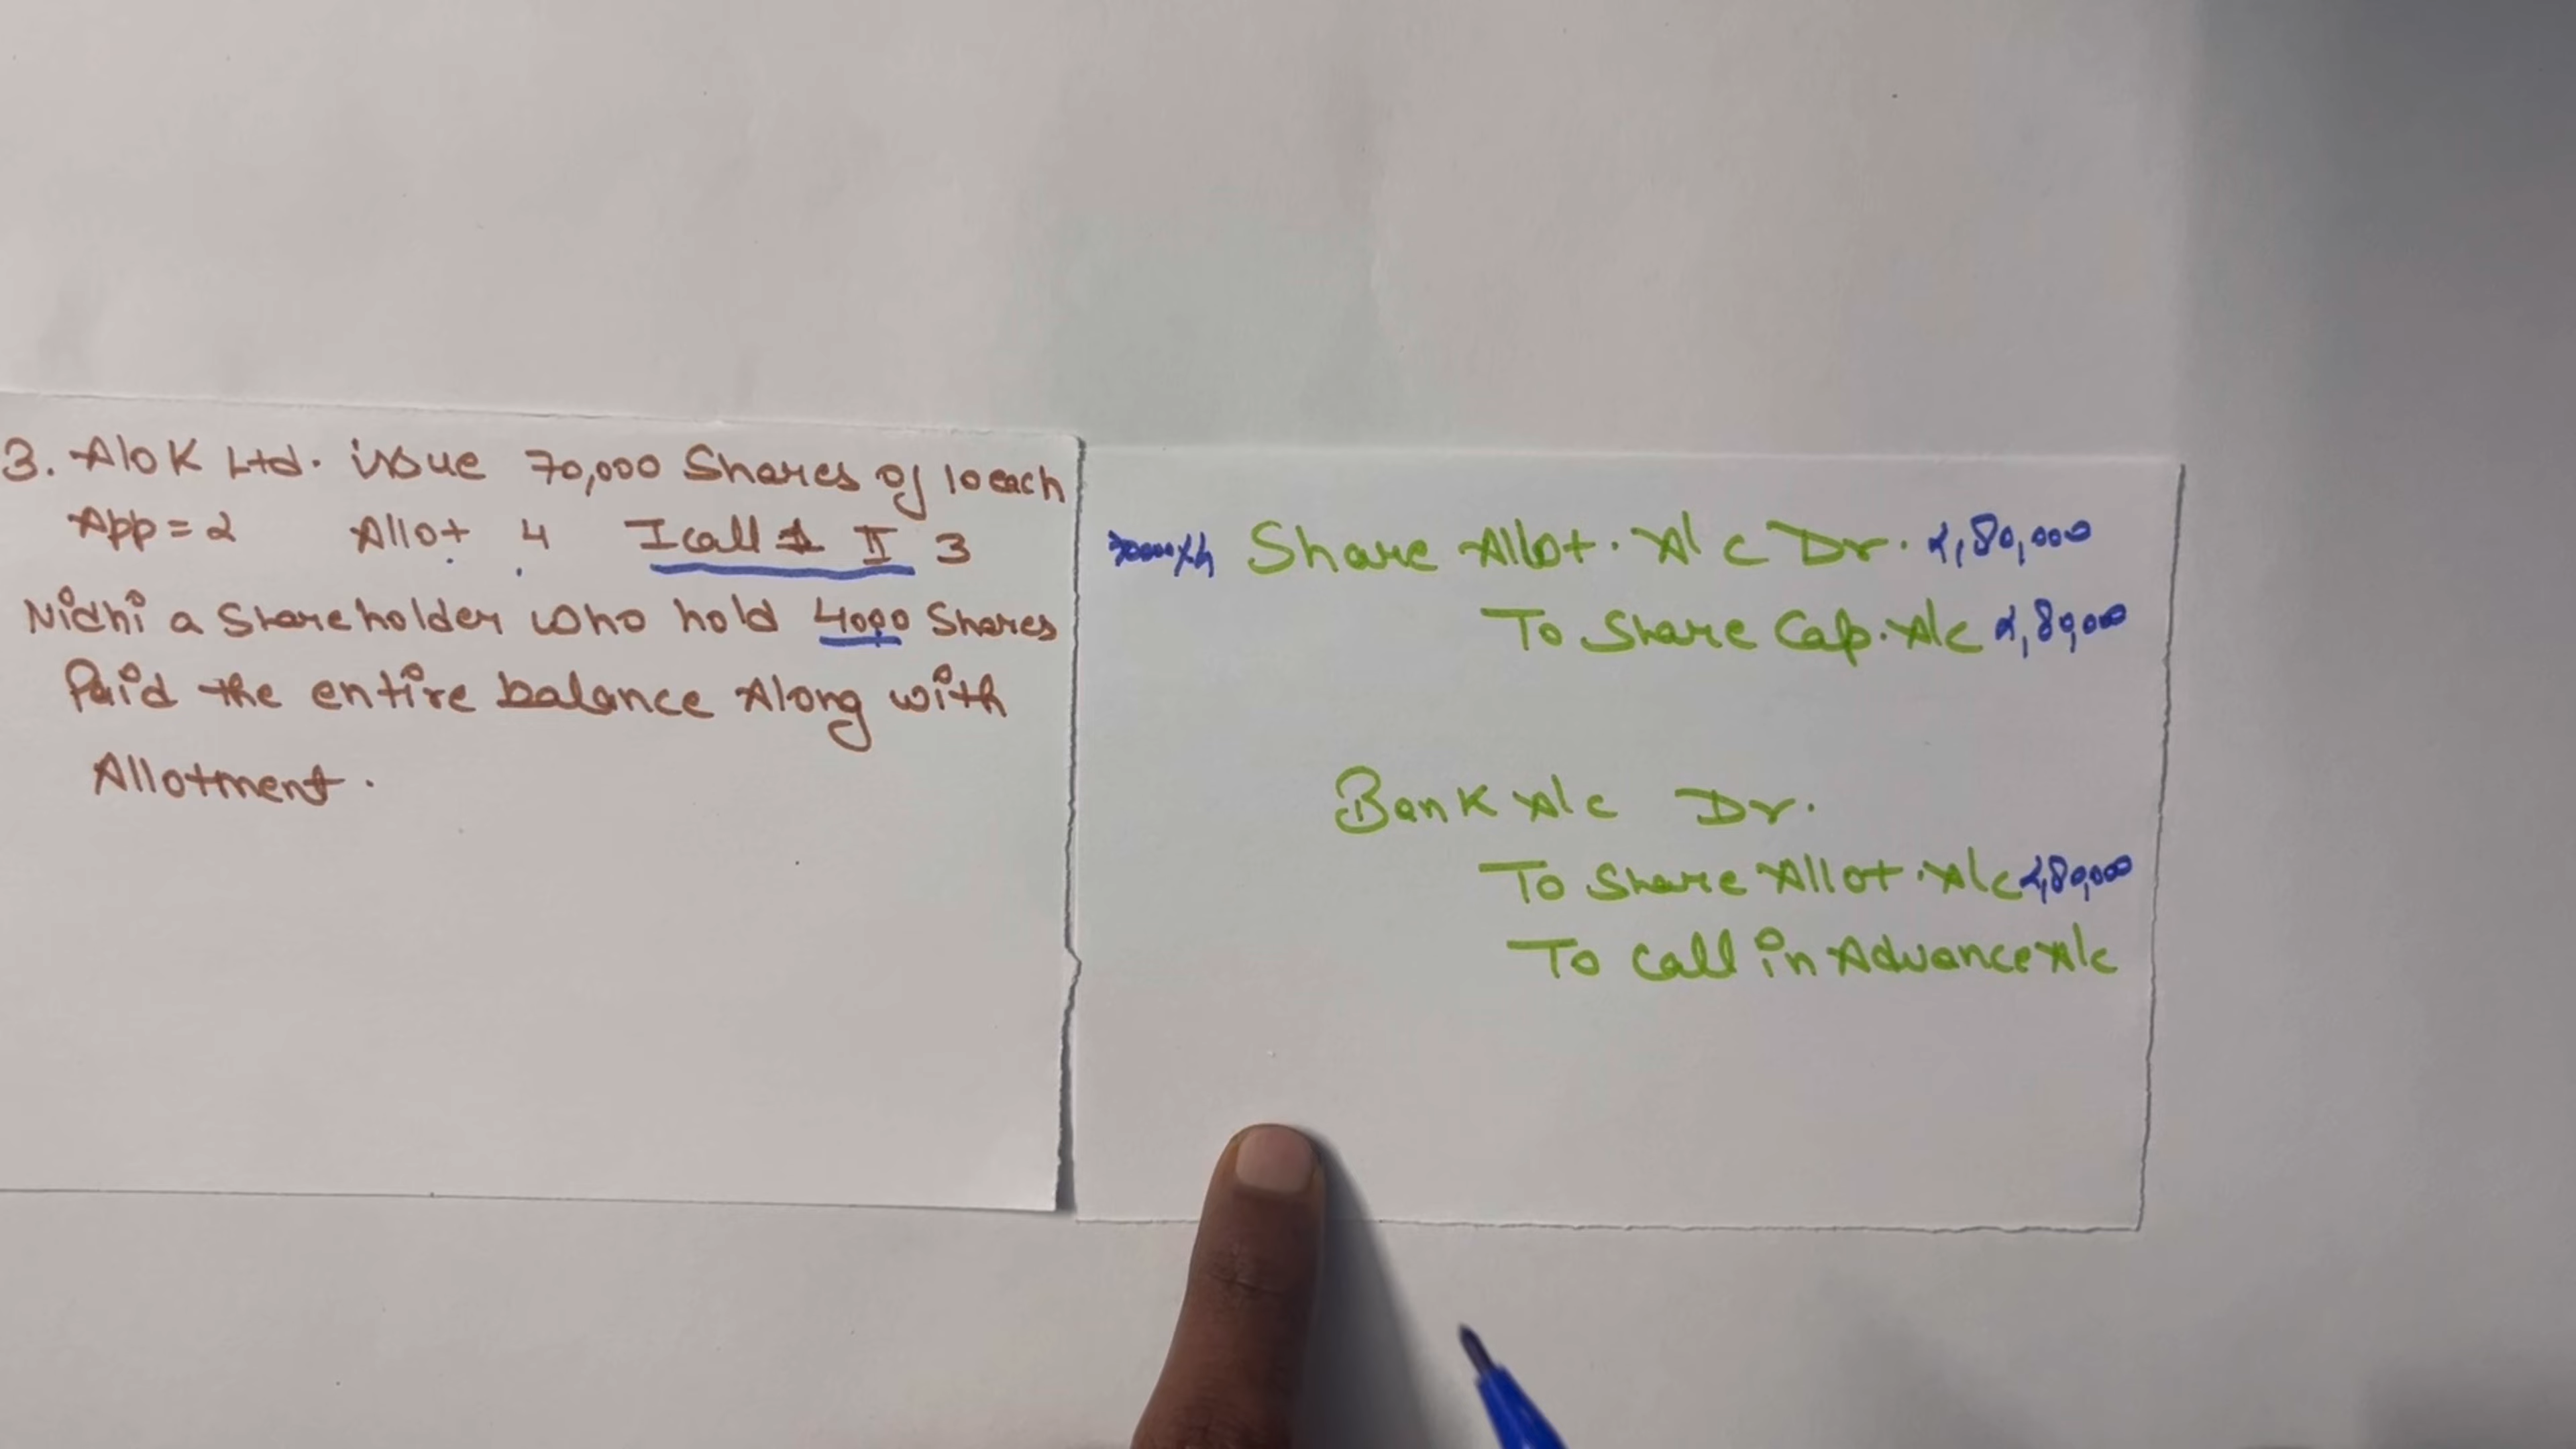 3. Alok Ltd. issue 70,000 Shares of 10 each
App = 2 Allot 4 I call 1 II 3
Nidhi a Shareholder who hold 4000 Shares
Paid the entire balance Along with
Allotment.
70000x4 Share Allot. A/c Dr. 2,80,000
To Share Cap. A/c 2,80,000
Bank A/c Dr.
To Share Allot. A/c 2,80,000
To Call in Advance A/c